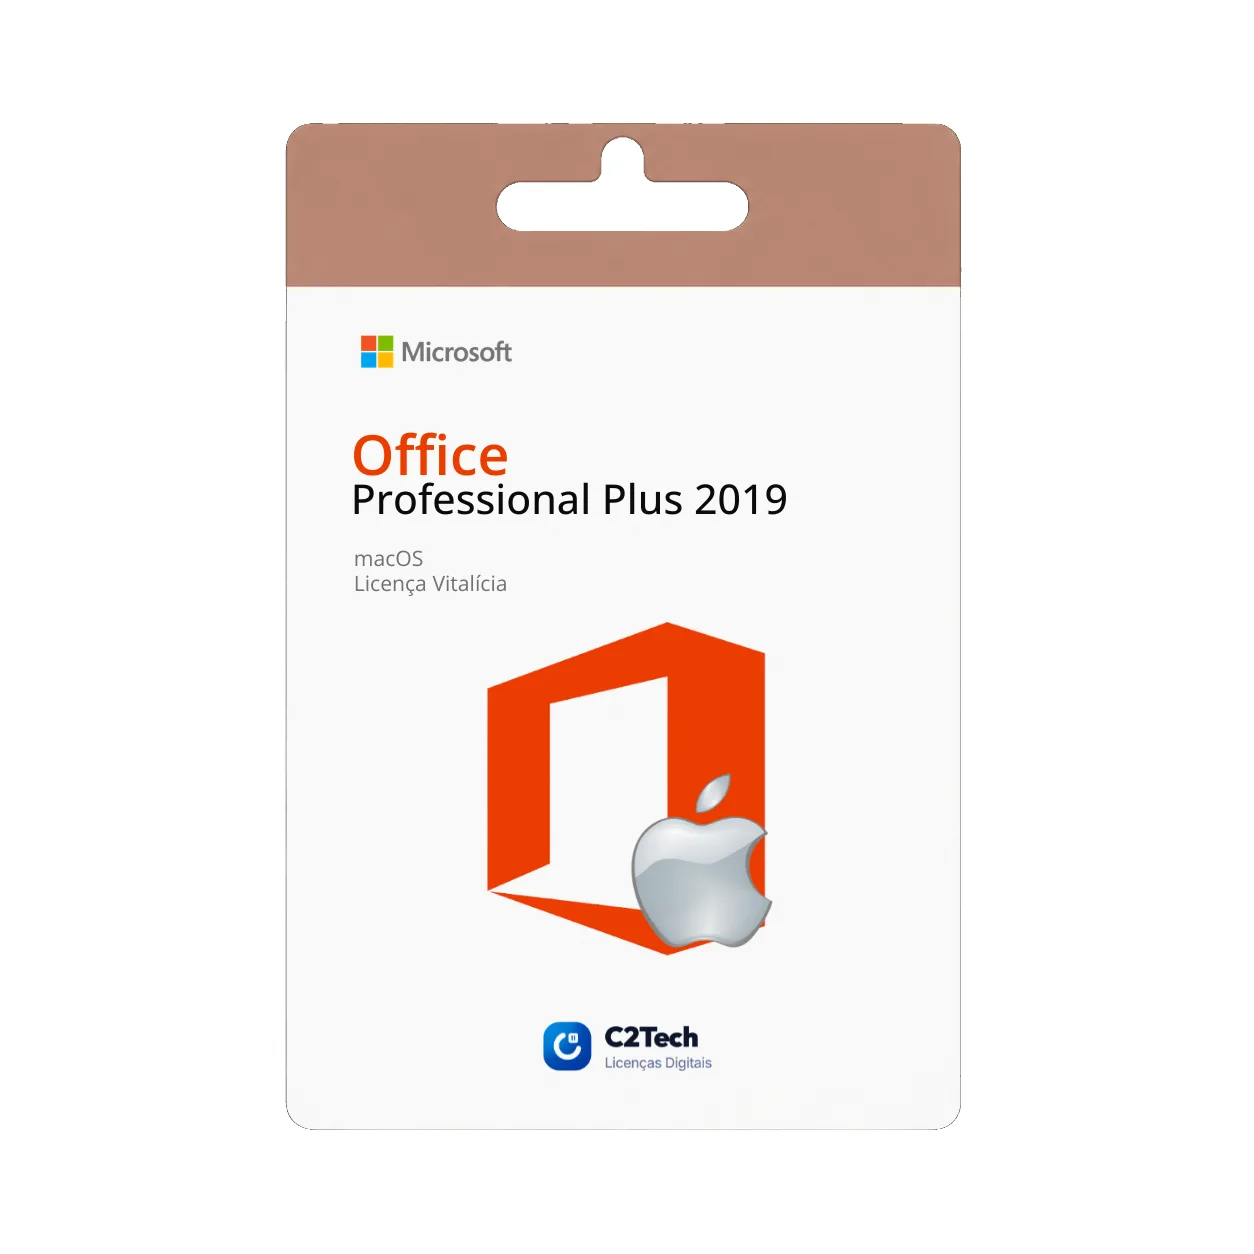 Microsoft
Office
Professional Plus 2019
macOS
Licença Vitalícia
C2Tech
Licenças Digitais